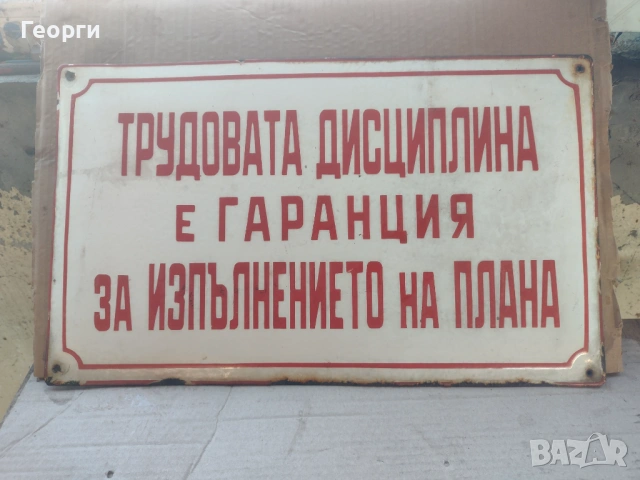 Георги
ТРУДОВАТА ДИСЦИПЛИНА
Е ГАРАНЦИЯ
ЗА ИЗПЪЛНЕНИЕТО НА ПЛАНА
BAZAR